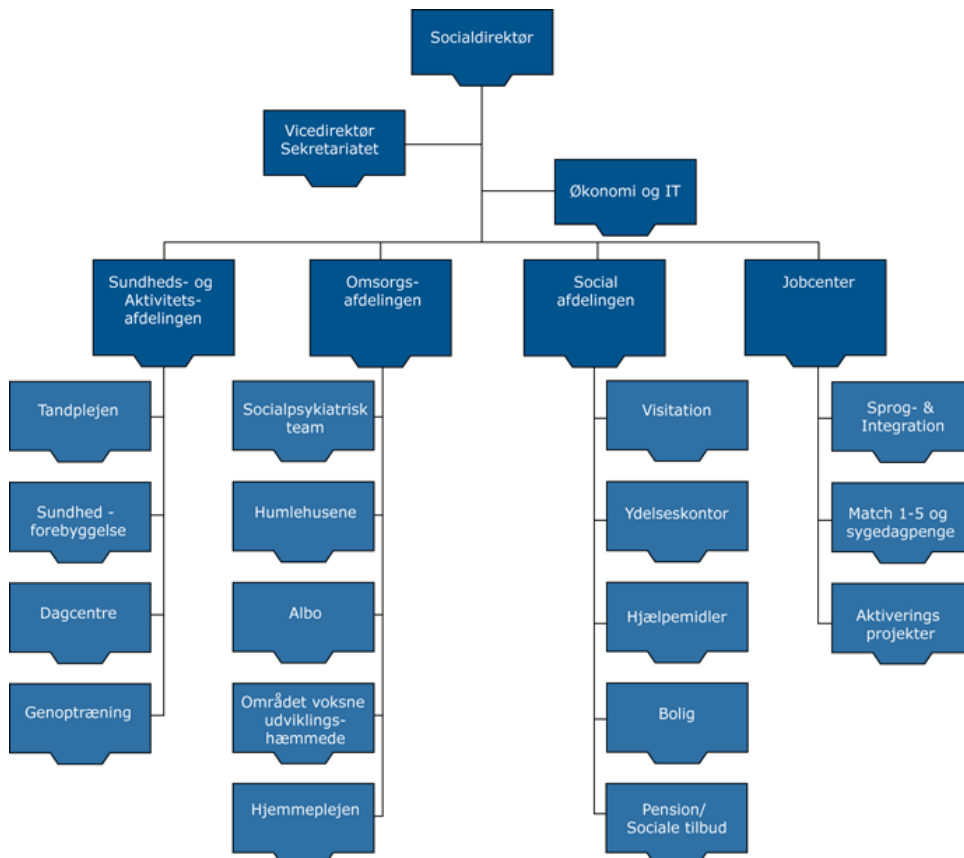 Socialdirektør
Vicedirektør
Sekretariatet
Økonomi og IT
Sundheds- og
Aktivitets-
afdelingen
Omsorgs-
afdelingen
Social
afdelingen
Jobcenter
Tandplejen
Sundhed -
forebyggelse
Dagcentre
Genoptræning
Socialpsykiatrisk
team
Humlehusene
Albo
Området voksne
udviklings-
hæmmede
Hjemmeplejen
Visitation
Ydelseskontor
Hjælpemidler
Bolig
Pension/
Sociale tilbud
Sprog- &
Integration
Match 1-5 og
sygedagpenge
Aktiverings
projekter